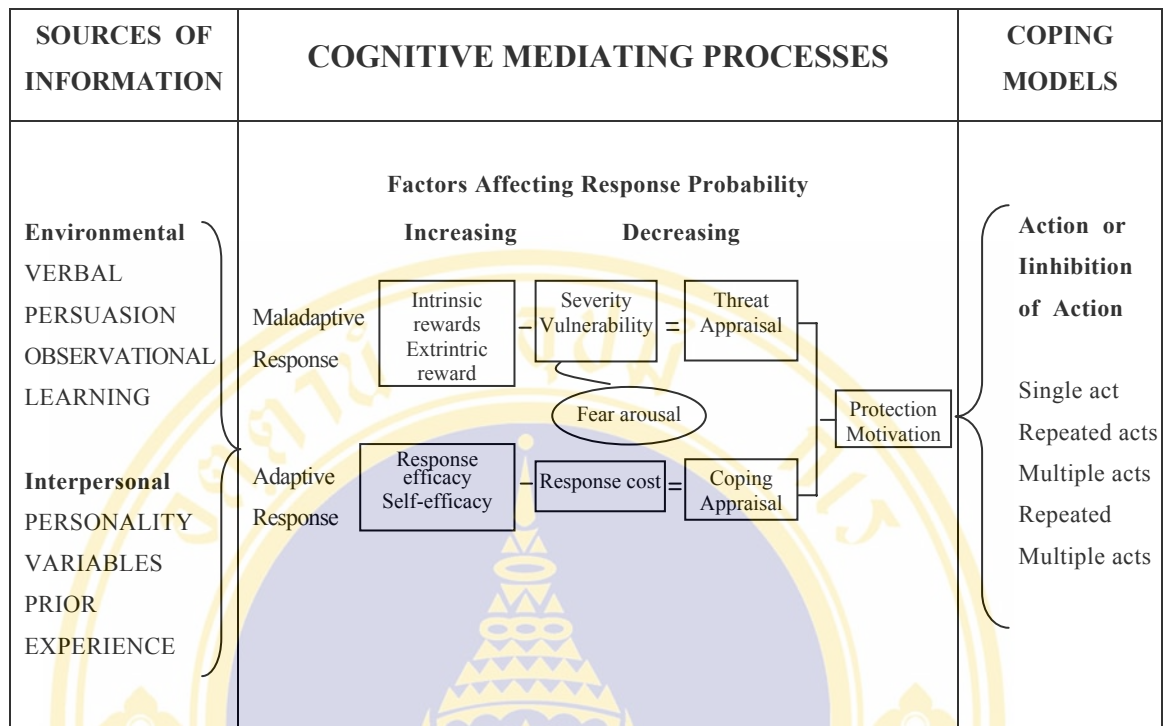 SOURCES OF
INFORMATION
COGNITIVE MEDIATING PROCESSES
COPING
MODELS
Factors Affecting Response Probability
Increasing
Decreasing
Environmental
VERBAL
PERSUASION
OBSERVATIONAL
LEARNING
Interpersonal
PERSONALITY
VARIABLES
PRIOR
EXPERIENCE
Maladaptive
Response
Intrinsic
rewards
Extrintric
reward
–
Severity
Vulnerability
=
Threat
Appraisal
Fear arousal
Adaptive
Response
Response
efficacy
Self-efficacy
–
Response cost
=
Coping
Appraisal
Protection
Motivation
Action or
Iinhibition
of Action
Single act
Repeated acts
Multiple acts
Repeated
Multiple acts